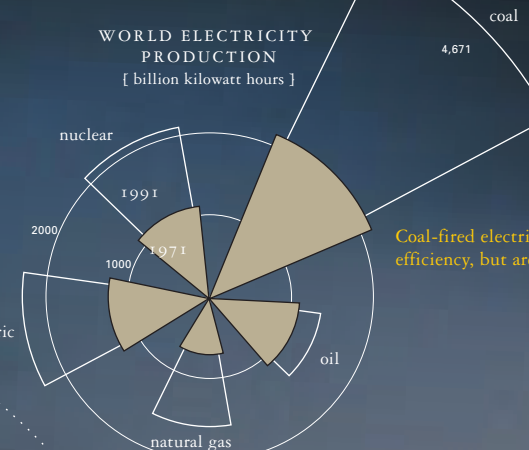 coal
WORLD ELECTRICITY
PRODUCTION
[ billion kilowatt hours ]
4,671
nuclear
1991
2000
1971
1000
Coal-fired electri
efficiency, but ar
ric
oil
natural gas